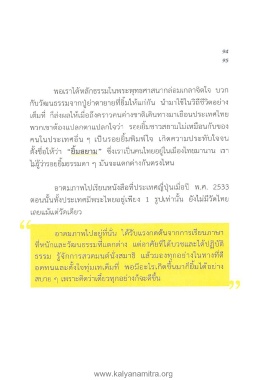 94
95
พอเราได้หลักธรรมในพระพุทธศาสนากล่อมเกลาจิตใจ บวก
กับวัฒนธรรมจากปู่ย่าตายายที่ยิ้มให้แก่กัน นำมาใช้ในวิถีชีวิตอย่าง
เต็มที่ ก็ส่งผลให้เมื่อถึงคราวคนต่างชาติเดินทางมาเยือนประเทศไทย
พวกเขาต้องแปลกตาแปลกใจว่า รอยยิ้มชาวสยามไม่เหมือนกับของ
คนในประเทศอื่น ๆ เป็นรอยยิ้มพิมพ์ใจ เกิดความประทับใจจน
ตั้งชื่อให้ว่า "ยิ้มสยาม" ซึ่งเราเป็นคนไทยอยู่ในเมืองไทยมานาน เรา
ไม่รู้ว่ารอยยิ้มธรรมดา ๆ มันจะแตกต่างกันตรงไหน
อาตมภาพไปเรียนหนังสือที่ประเทศญี่ปุ่นเมื่อปี พ.ศ. 2533
ตอนนั้นทั้งประเทศมีพระไทยอยู่เพียง 1 รูปเท่านั้น ยังไม่มีวัดไทย
เลยแม้แต่วัดเดียว
อาตมภาพไปอยู่ที่นั่น ได้รับแรงกดดันจากการเรียนภาษา
ที่หนักและวัฒนธรรมที่แตกต่าง แต่อาศัยที่ได้บวชและได้ปฏิบัติ
ธรรม รู้จักการสวดมนต์นั่งสมาธิ แล้วมองทุกอย่างในทางที่ดี
อดทนและตั้งใจทุ่มเทเต็มที่ พอมีอะไรเกิดขึ้นมาก็ยิ้มได้อย่าง
สบาย ๆ เพราะคิดว่าเดี๋ยวทุกอย่างก็จะดีขึ้น
www.kalyanamitra.org